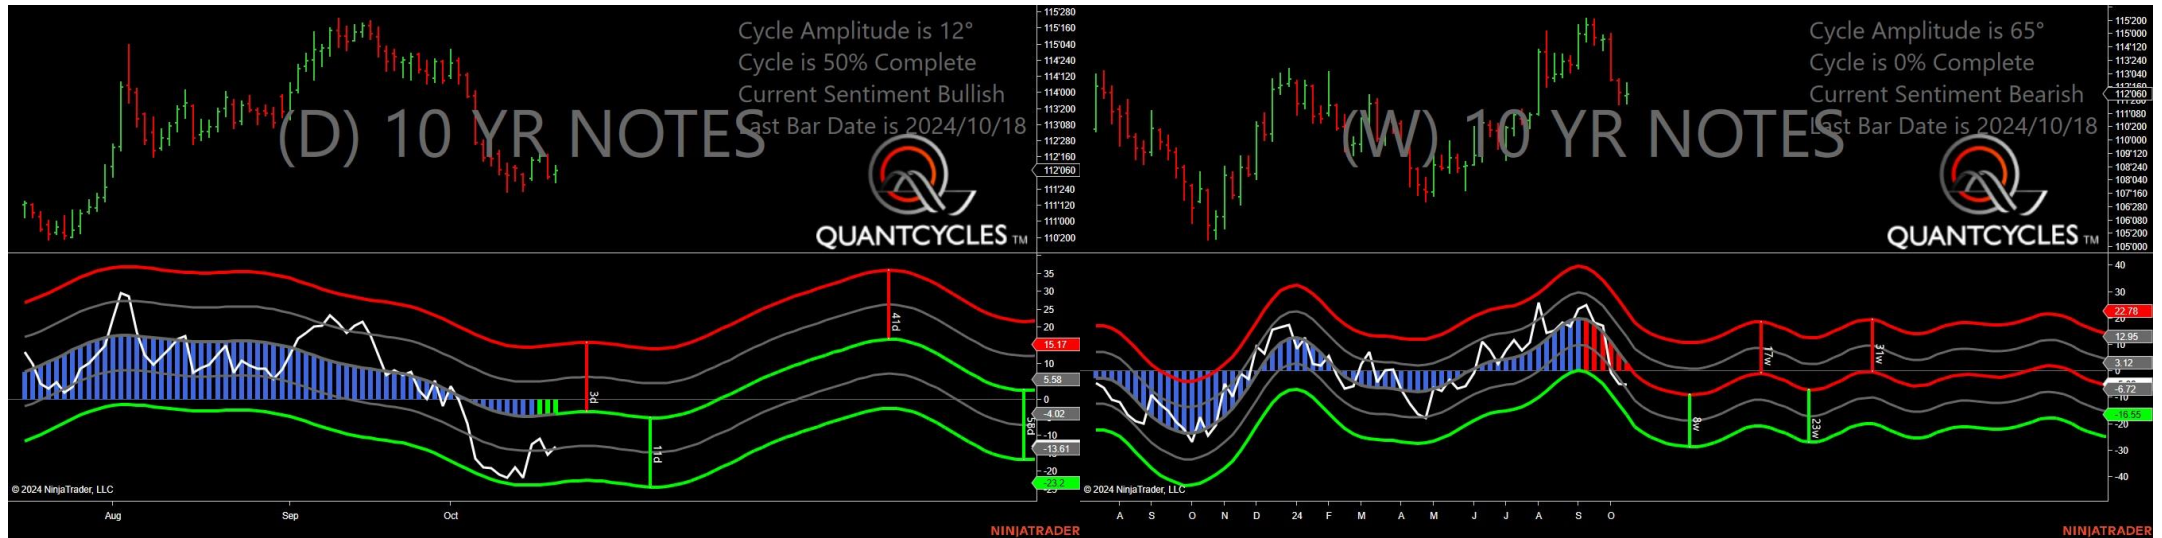 Cycle Amplitude is 12°
Cycle is 50% Complete
Current Sentiment Bullish
Last Bar Date is 2024/10/18
(D) 10 YR NOTES
QUANTCYCLES TM
115'280
115'160
115'040
114'240
114'120
114'000
113'200
113'080
112'280
112'160
112'060
111'240
111'120
111'000
110'200
35
30
25
20
15.17
10
5.58
0
-4.02
-10
-13.61
-20
-23.2
3d
11d
41d
58d
© 2024 NinjaTrader, LLC
Aug Sep Oct
NINJATRADER
Cycle Amplitude is 65°
Cycle is 0% Complete
Current Sentiment Bearish
Last Bar Date is 2024/10/18
(W) 10 YR NOTES
QUANTCYCLES TM
115'200
115'000
114'120
113'240
113'040
112'060
111'080
110'200
110'000
109'120
108'240
108'040
107'160
106'280
106'080
105'200
105'000
40
30
22.78
12.95
10
3.12
0
-6.72
-10
-16.55
-20
-30
-40
8w
17w
23w
31w
© 2024 NinjaTrader, LLC
A S O N D 24 F M A M J J A S O
NINJATRADER